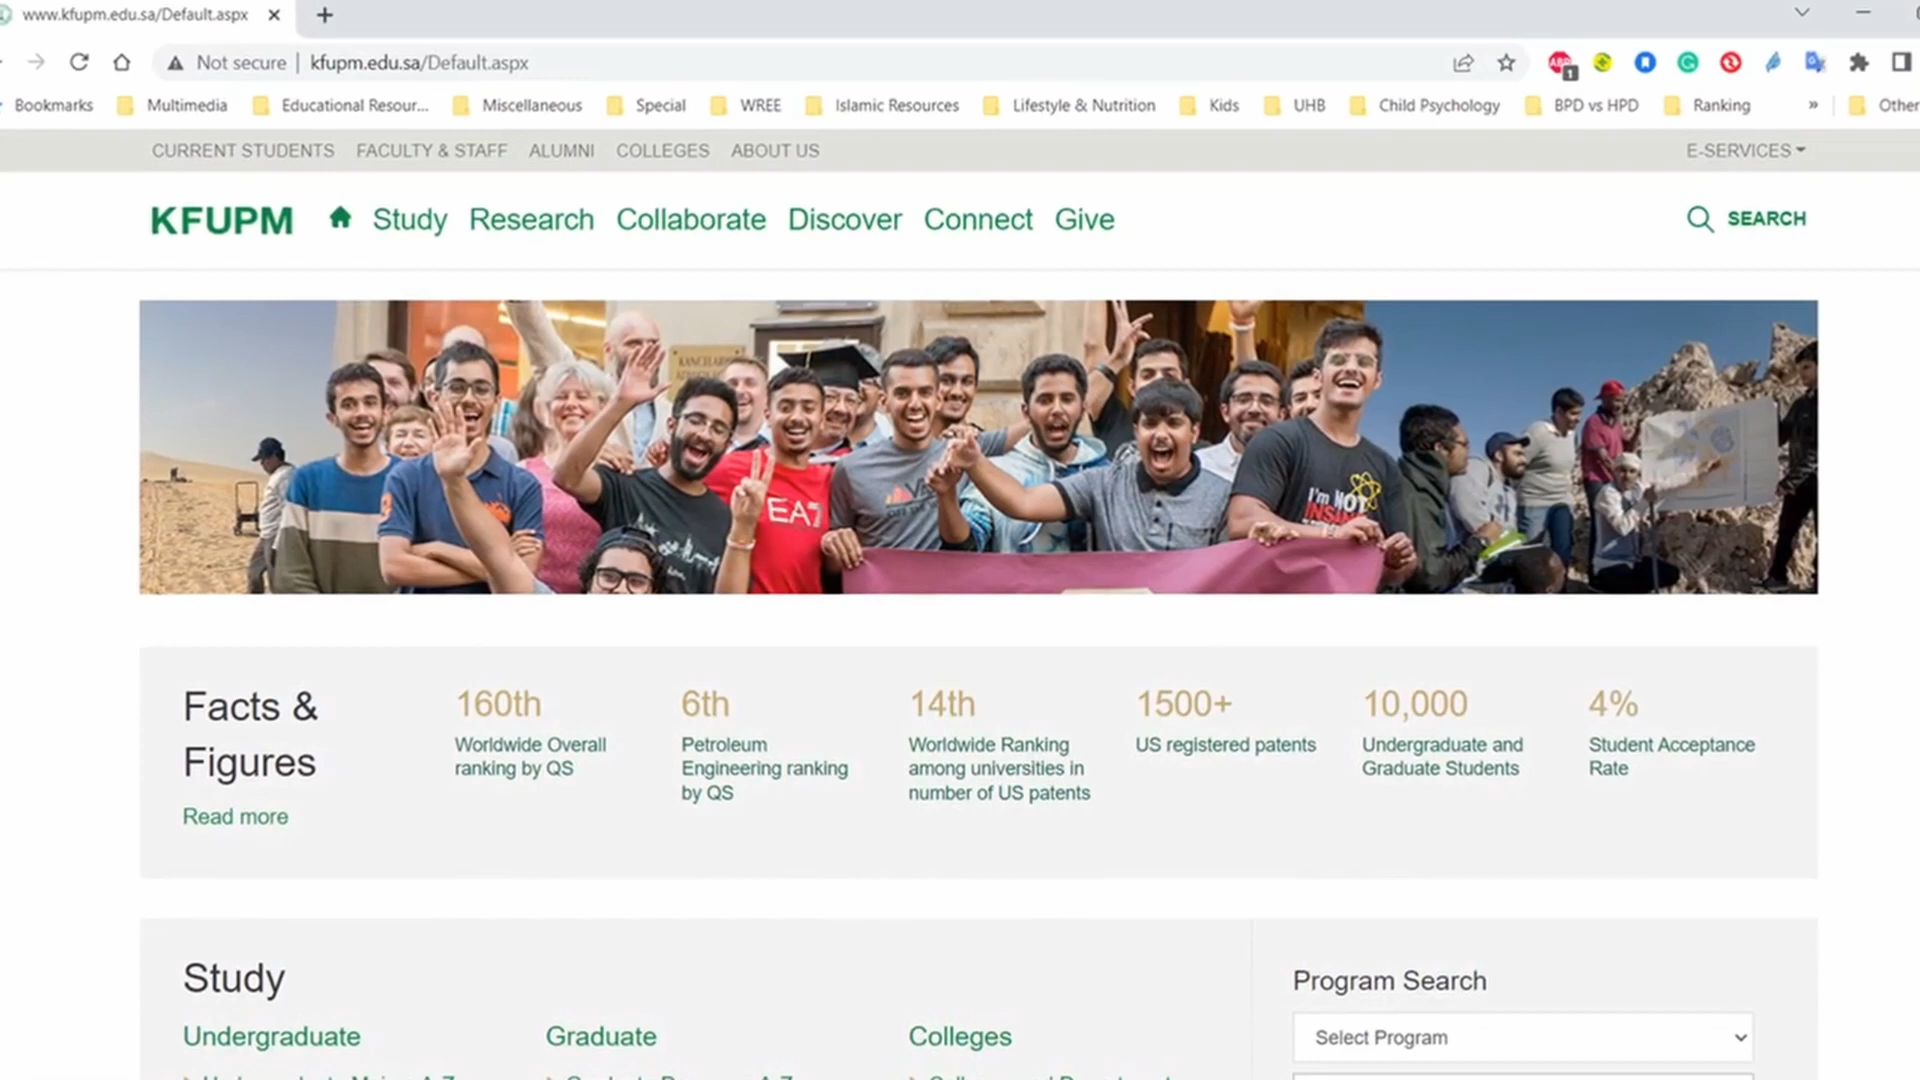 www.kfupm.edu.sa/Default.aspx
Not secure | kfupm.edu.sa/Default.aspx
Bookmarks Multimedia Educational Resour... Miscellaneous Special WREE Islamic Resources Lifestyle & Nutrition Kids UHB Child Psychology BPD vs HPD Ranking » Other
CURRENT STUDENTS FACULTY & STAFF ALUMNI COLLEGES ABOUT US E-SERVICES
KFUPM Study Research Collaborate Discover Connect Give SEARCH
EA7
I'm NOT
Facts &
Figures
Read more
160th
Worldwide Overall
ranking by QS
6th
Petroleum
Engineering ranking
by QS
14th
Worldwide Ranking
among universities in
number of US patents
1500+
US registered patents
10,000
Undergraduate and
Graduate Students
4%
Student Acceptance
Rate
Study
Undergraduate
Graduate
Colleges
Program Search
Select Program